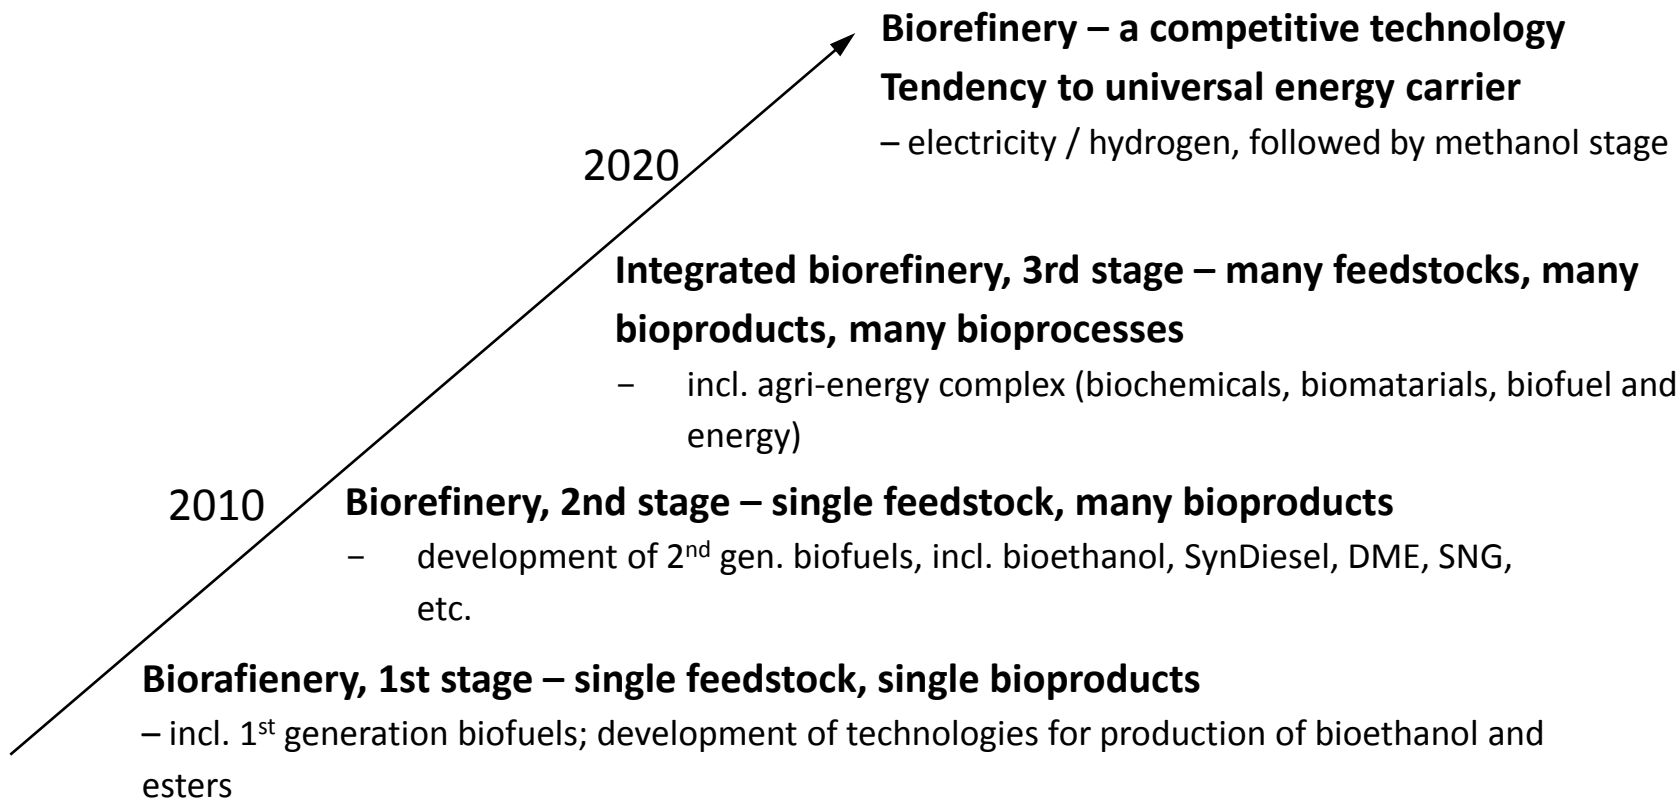 Biorefinery – a competitive technology
Tendency to universal energy carrier
– electricity / hydrogen, followed by methanol stage
2020
Integrated biorefinery, 3rd stage – many feedstocks, many
bioproducts, many bioprocesses
– incl. agri-energy complex (biochemicals, biomatarials, biofuel and
energy)
2010
Biorefinery, 2nd stage – single feedstock, many bioproducts
– development of 2nd gen. biofuels, incl. bioethanol, SynDiesel, DME, SNG,
etc.
Biorafienery, 1st stage – single feedstock, single bioproducts
– incl. 1st generation biofuels; development of technologies for production of bioethanol and
esters